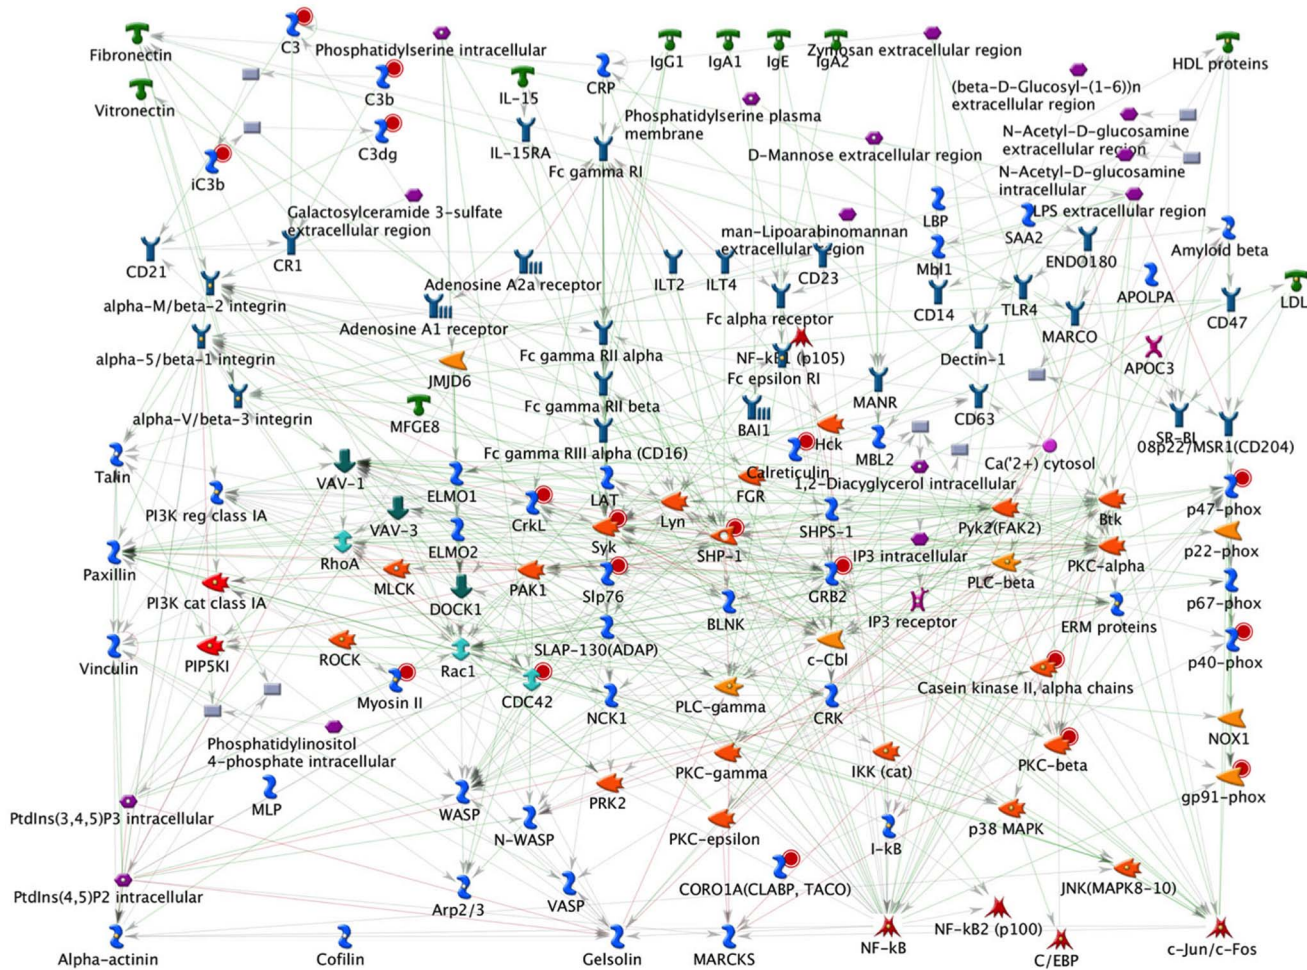 Fibronectin
C3
Phosphatidylserine intracellular
IgG1
IgA1
IgE
IgA2
Zymosan extracellular region
HDL proteins
Vitronectin
C3b
IL-15
CRP
(beta-D-Glucosyl-(1-6))n
extracellular region
Phosphatidylserine plasma
membrane
N-Acetyl-D-glucosamine
extracellular region
iC3b
C3dg
IL-15RA
Fc gamma RI
D-Mannose extracellular region
N-Acetyl-D-glucosamine
intracellular
Galactosylceramide 3-sulfate
extracellular region
man-Lipoarabinomannan
extracellular region
LBP
SAA2
LPS extracellular region
CD21
CR1
Adenosine A2a receptor
ILT2
ILT4
CD23
Mbl1
ENDO180
Amyloid beta
alpha-M/beta-2 integrin
Adenosine A1 receptor
Fc alpha receptor
CD14
TLR4
MARCO
APOLPA
CD47
LDL
alpha-5/beta-1 integrin
JMJD6
Fc gamma RII alpha
NF-kB1 (p105)
Fc epsilon RI
Dectin-1
APOC3
alpha-V/beta-3 integrin
MFGE8
Fc gamma RII beta
BAI1
MANR
CD63
SR-BI
08p22/MSR1(CD204)
Talin
VAV-1
Fc gamma RIII alpha (CD16)
Hck
MBL2
Ca('2+) cytosol
Calreticulin
1,2-Diacylglycerol intracellular
PI3K reg class IA
VAV-3
ELMO1
CrkL
LAT
Lyn
FGR
SHPS-1
Pyk2(FAK2)
Btk
p47-phox
Paxillin
RhoA
ELMO2
Syk
SHP-1
IP3 intracellular
PKC-alpha
p22-phox
PI3K cat class IA
MLCK
DOCK1
PAK1
Slp76
BLNK
GRB2
IP3 receptor
PLC-beta
ERM proteins
p67-phox
Vinculin
PIP5KI
ROCK
Rac1
SLAP-130(ADAP)
c-Cbl
p40-phox
Myosin II
CDC42
NCK1
PLC-gamma
CRK
Casein kinase II, alpha chains
Phosphatidylinositol
4-phosphate intracellular
PKC-gamma
IKK (cat)
PKC-beta
NOX1
PtdIns(3,4,5)P3 intracellular
MLP
WASP
N-WASP
PRK2
PKC-epsilon
I-kB
p38 MAPK
gp91-phox
PtdIns(4,5)P2 intracellular
Arp2/3
VASP
CORO1A(CLABP, TACO)
JNK(MAPK8-10)
Alpha-actinin
Cofilin
Gelsolin
MARCKS
NF-kB
NF-kB2 (p100)
C/EBP
c-Jun/c-Fos